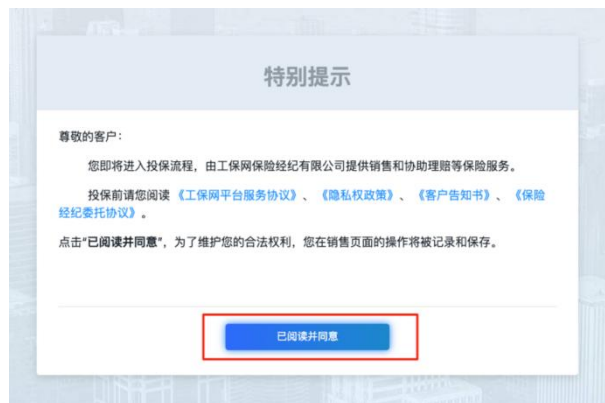 特别提示
尊敬的客户：
您即将进入投保流程，由工保网保险经纪有限公司提供销售和协助理赔等保险服务。
投保前请您阅读 《工保网平台服务协议》、 《隐私权政策》、 《客户告知书》、 《保险
经纪委托协议》。
点击“已阅读并同意”，为了维护您的合法权利，您在销售页面的操作将被记录和保存。
已阅读并同意